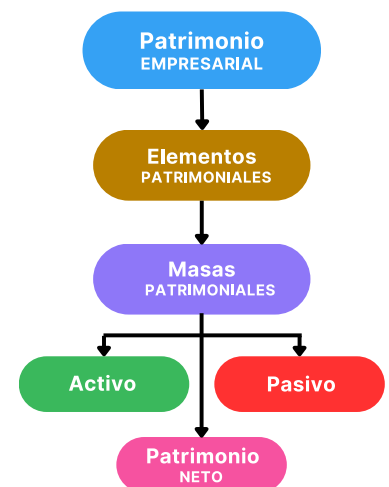 Patrimonio
EMPRESARIAL
Elementos
PATRIMONIALES
Masas
PATRIMONIALES
Activo
Pasivo
Patrimonio
NETO